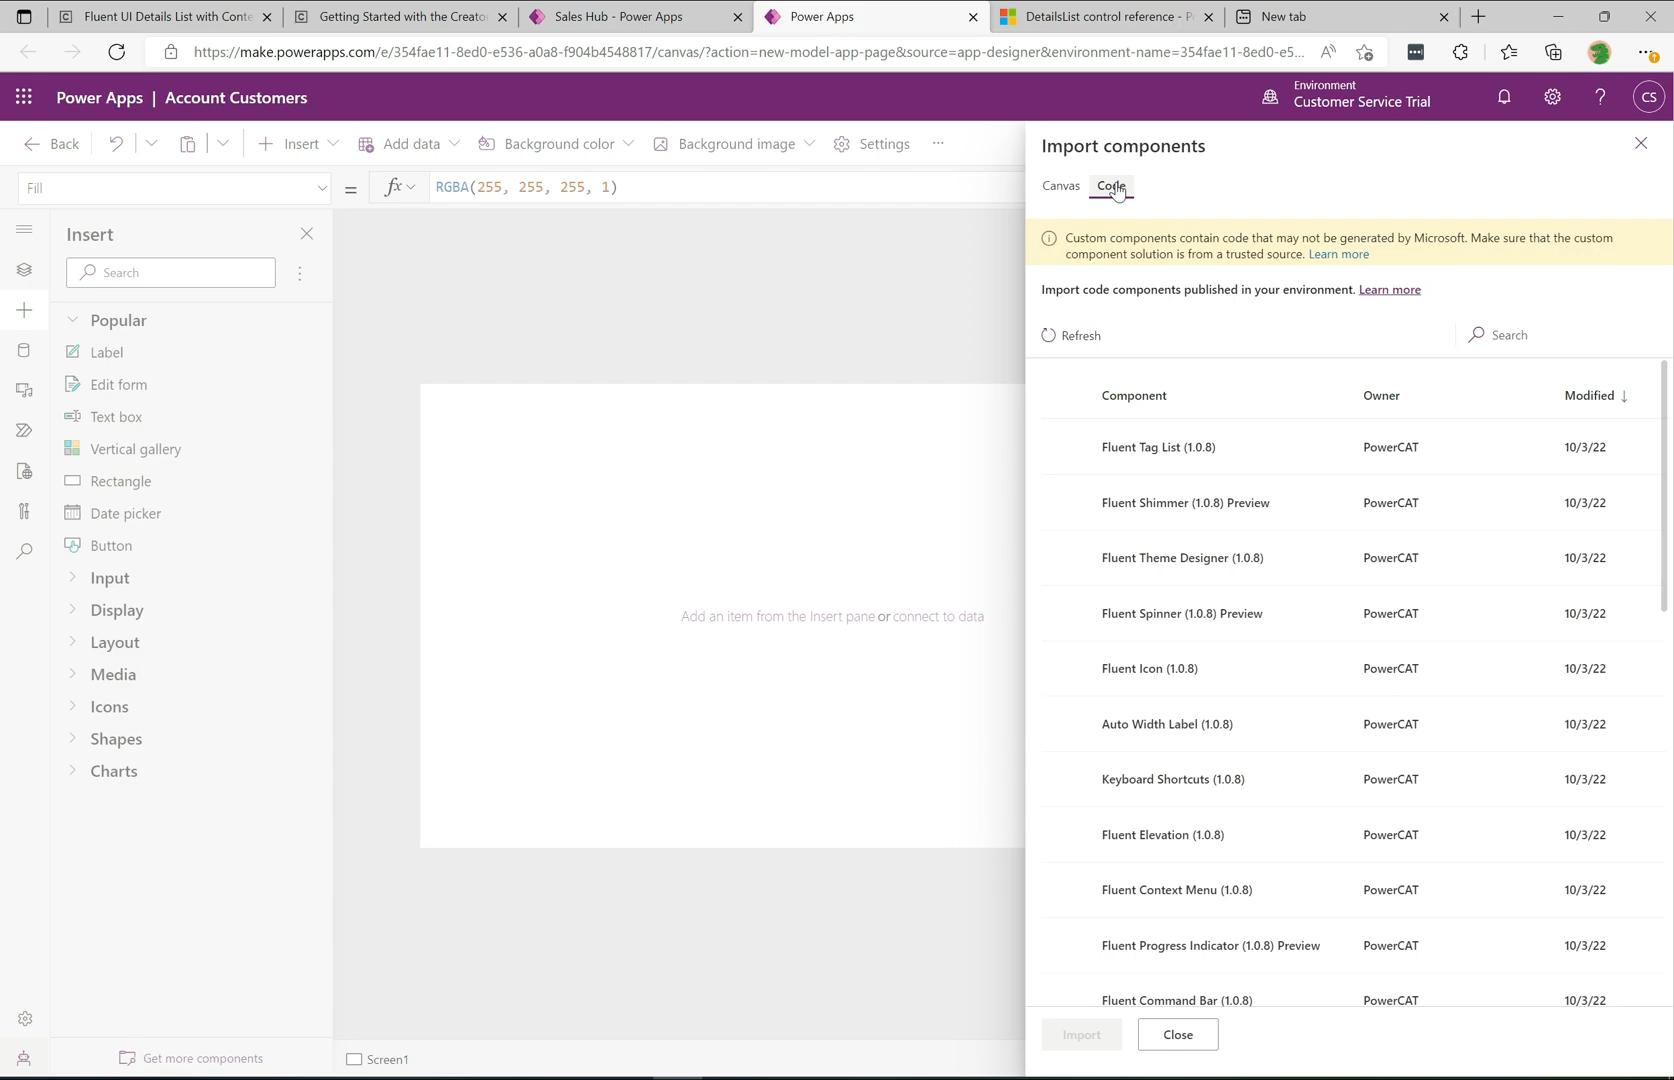 Fluent UI Details List with Conte
Getting Started with the Creato
Sales Hub - Power Apps
Power Apps
DetailsList control reference - P
New tab
https://make.powerapps.com/e/354fae11-8ed0-e536-a0a8-f904b4548817/canvas/?action=new-model-app-page&source=app-designer&environment-name=354fae11-8ed0-e5...
Power Apps | Account Customers
Environment
Customer Service Trial
CS
Back
Insert
Add data
Background color
Background image
Settings
Fill
=
fx
RGBA(255, 255, 255, 1)
Insert
Search
Popular
Label
Edit form
Text box
Vertical gallery
Rectangle
Date picker
Button
Input
Display
Layout
Media
Icons
Shapes
Charts
Get more components
Add an item from the Insert pane or connect to data
Screen1
Import components
Canvas
Code
Custom components contain code that may not be generated by Microsoft. Make sure that the custom
component solution is from a trusted source. Learn more
Import code components published in your environment. Learn more
Refresh
Search
Component Owner Modified ↓
Fluent Tag List (1.0.8) PowerCAT 10/3/22
Fluent Shimmer (1.0.8) Preview PowerCAT 10/3/22
Fluent Theme Designer (1.0.8) PowerCAT 10/3/22
Fluent Spinner (1.0.8) Preview PowerCAT 10/3/22
Fluent Icon (1.0.8) PowerCAT 10/3/22
Auto Width Label (1.0.8) PowerCAT 10/3/22
Keyboard Shortcuts (1.0.8) PowerCAT 10/3/22
Fluent Elevation (1.0.8) PowerCAT 10/3/22
Fluent Context Menu (1.0.8) PowerCAT 10/3/22
Fluent Progress Indicator (1.0.8) Preview PowerCAT 10/3/22
Fluent Command Bar (1.0.8) PowerCAT 10/3/22
Import
Close